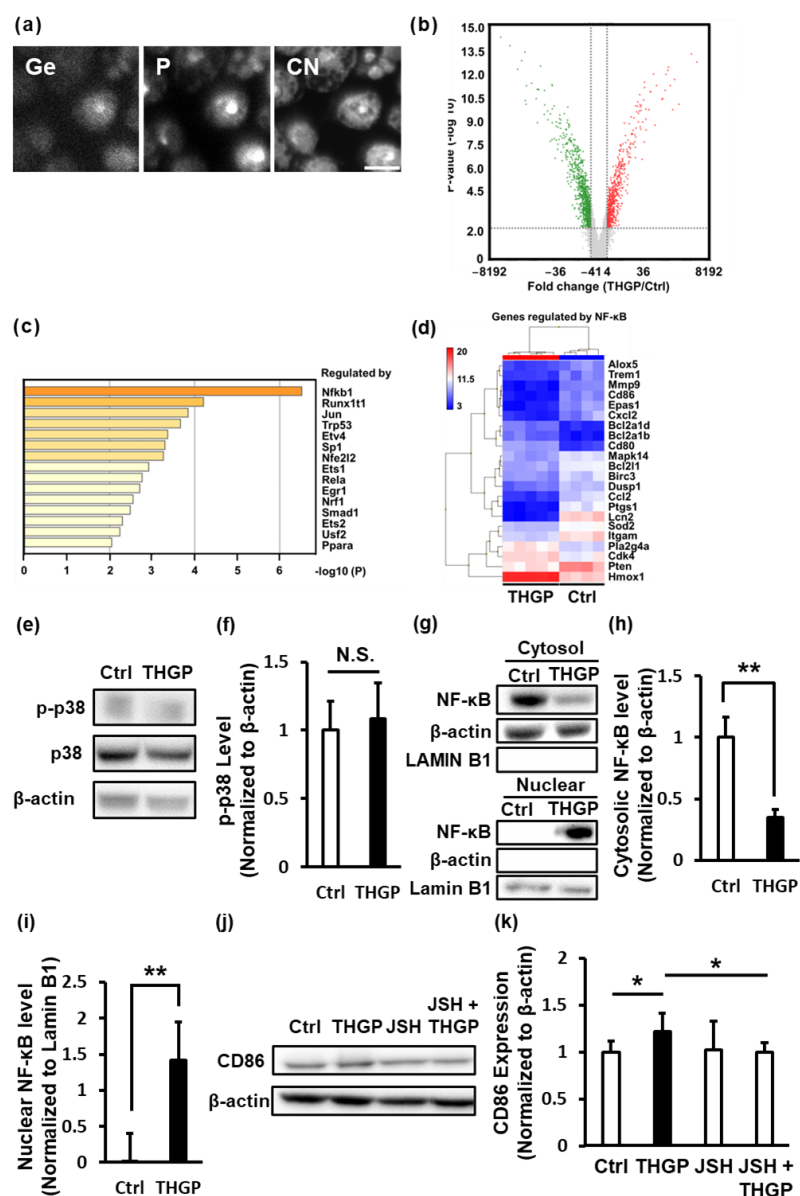 (a)
Ge
P
CN
(b)
15.0
13.5
12.0
10.5
9.0
7.5
6.0
4.5
2.0
0
P-value (-log 10)
−8192
−36
−41 4
36
8192
Fold change (THGP/Ctrl)
(c)
Regulated by
Nfkb1
Runx1t1
Jun
Trp53
Etv4
Sp1
Nfe2l2
Ets1
Rela
Egr1
Nrf1
Smad1
Ets2
Usf2
Ppara
0 1 2 3 4 5 6 -log10 (P)
(d)
Genes regulated by NF-κB
20
11.5
3
Alox5
Trem1
Mmp9
Cd86
Epas1
Cxcl2
Bcl2a1d
Bcl2a1b
Cd80
Mapk14
Bcl2l1
Birc3
Dusp1
Ccl2
Ptgs1
Lcn2
Sod2
Itgam
Pla2g4a
Cdk4
Pten
Hmox1
THGP Ctrl
(e)
Ctrl THGP
p-p38
p38
β-actin
(f)
p-p38 Level
(Normalized to β-actin)
1.5
1
0.5
0
N.S.
Ctrl THGP
(g)
Cytosol
Ctrl THGP
NF-κB
β-actin
LAMIN B1
Nuclear
Ctrl THGP
NF-κB
β-actin
Lamin B1
(h)
Cytosolic NF-κB level
(Normalized to β-actin)
1.5
1
0.5
0
**
Ctrl THGP
(i)
Nuclear NF-κB level
(Normalized to Lamin B1)
2.5
2
1.5
1
0.5
0
**
Ctrl THGP
(j)
JSH +
Ctrl THGP JSH THGP
CD86
β-actin
(k)
CD86 Expression
(Normalized to β-actin)
2
1.5
1
0.5
0
*
*
Ctrl THGP JSH JSH +
THGP